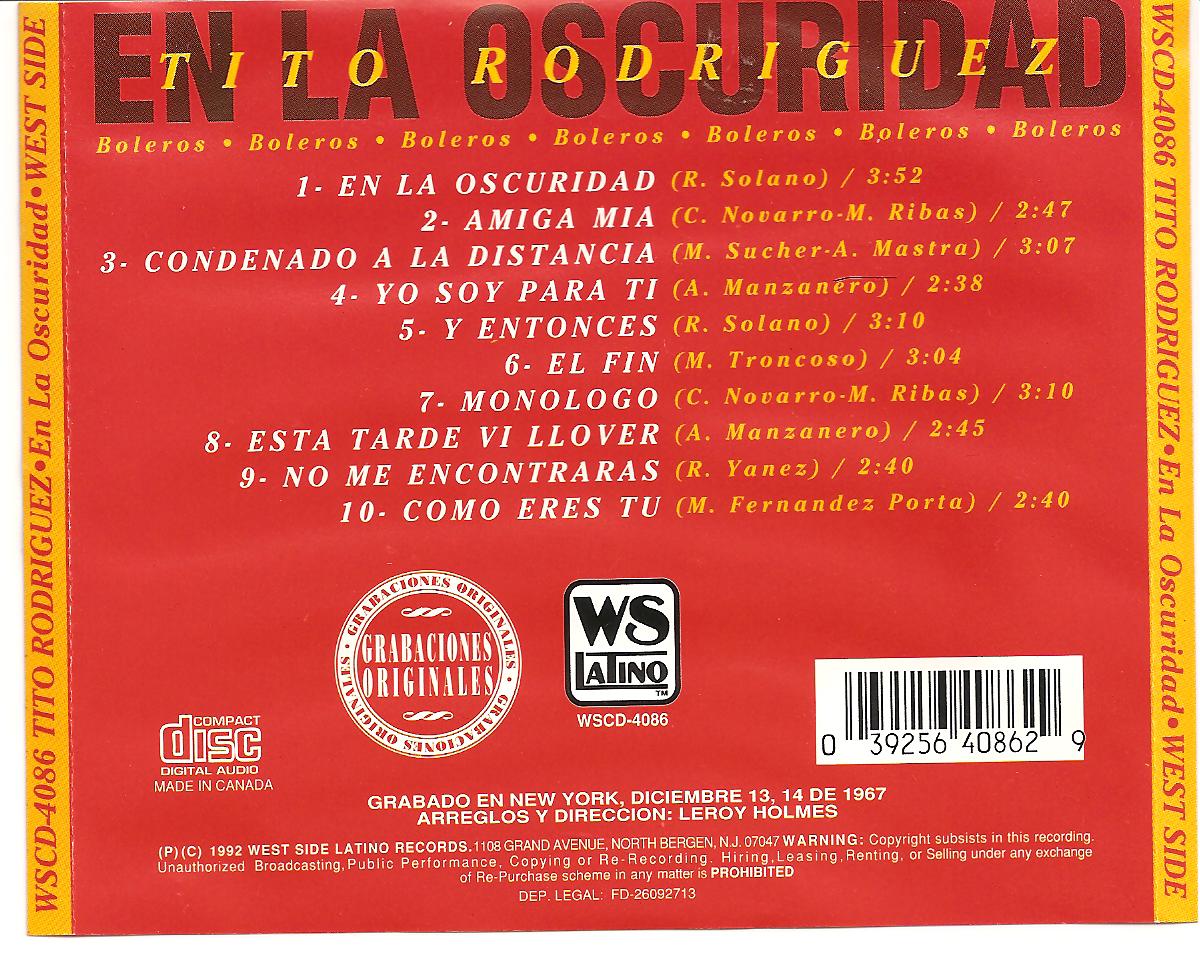 EN LA OSCURIDAD
TITO RODRIGUEZ
Boleros • Boleros • Boleros • Boleros • Boleros • Boleros • Boleros
1- EN LA OSCURIDAD (R. Solano) / 3:52
2- AMIGA MIA (C. Novarro-M. Ribas) / 2:47
3- CONDENADO A LA DISTANCIA (M. Sucher-A. Mastra) / 3:07
4- YO SOY PARA TI (A. Manzanero) / 2:38
5- Y ENTONCES (R. Solano) / 3:10
6- EL FIN (M. Troncoso) / 3:04
7- MONOLOGO (C. Novarro-M. Ribas) / 3:10
8- ESTA TARDE VI LLOVER (A. Manzanero) / 2:45
9- NO ME ENCONTRARAS (R. Yanez) / 2:40
10- COMO ERES TU (M. Fernandez Porta) / 2:40
GRABACIONES ORIGINALES • GRABACIONES ORIGINALES •
GRABACIONES
ORIGINALES
WS
LATINO
TM
WSCD-4086
COMPACT
disc
DIGITAL AUDIO
MADE IN CANADA
0 39256 40862 9
GRABADO EN NEW YORK, DICIEMBRE 13, 14 DE 1967
ARREGLOS Y DIRECCION: LEROY HOLMES
(P)(C) 1992 WEST SIDE LATINO RECORDS. 1108 GRAND AVENUE, NORTH BERGEN, N.J. 07047 WARNING: Copyright subsists in this recording.
Unauthorized Broadcasting, Public Performance, Copying or Re-Recording. Hiring, Leasing, Renting, or Selling under any exchange
of Re-Purchase scheme in any matter is PROHIBITED
DEP. LEGAL: FD-26092713
WSCD-4086 TITO RODRIGUEZ • En La Oscuridad • WEST SIDE
WSCD-4086 TITO RODRIGUEZ • En La Oscuridad • WEST SIDE